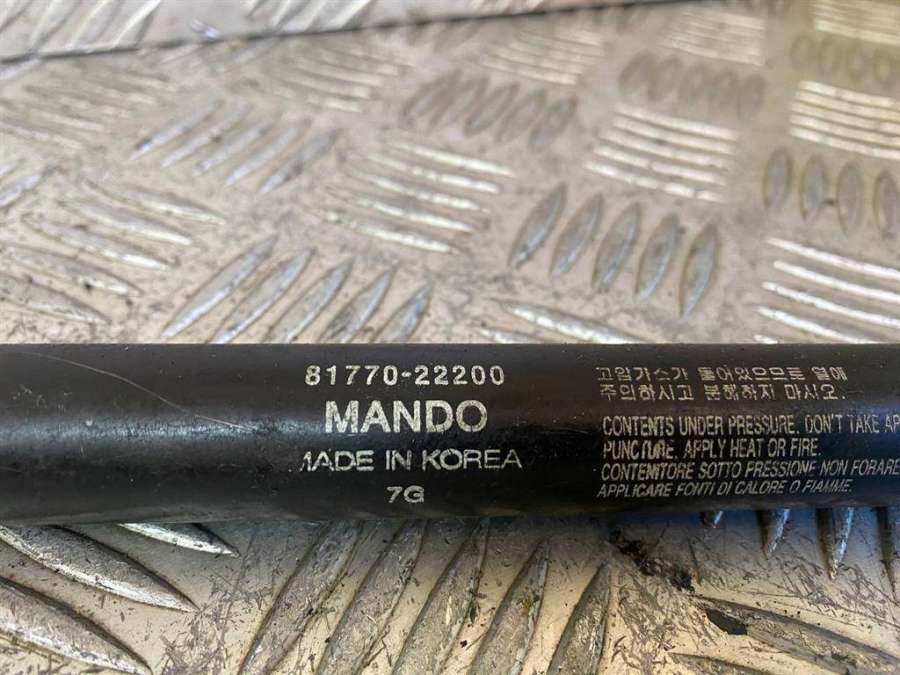 81770-22200
MANDO
MADE IN KOREA
7G
고압가스가 들어있으므로 열에
주의하시고 분해하지 마시오.
CONTENTS UNDER PRESSURE. DON'T TAKE
PUNCTURE. APPLY HEAT OR FIRE.
CONTENITORE SOTTO PRESSIONE NON FORARE
APPLICARE FONTI DI CALORE O FIAMME.